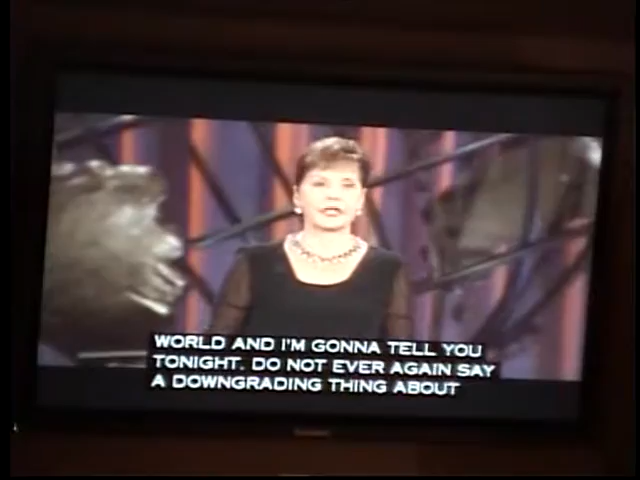 WORLD AND I'M GONNA TELL YOU
TONIGHT. DO NOT EVER AGAIN SAY
A DOWNGRADING THING ABOUT